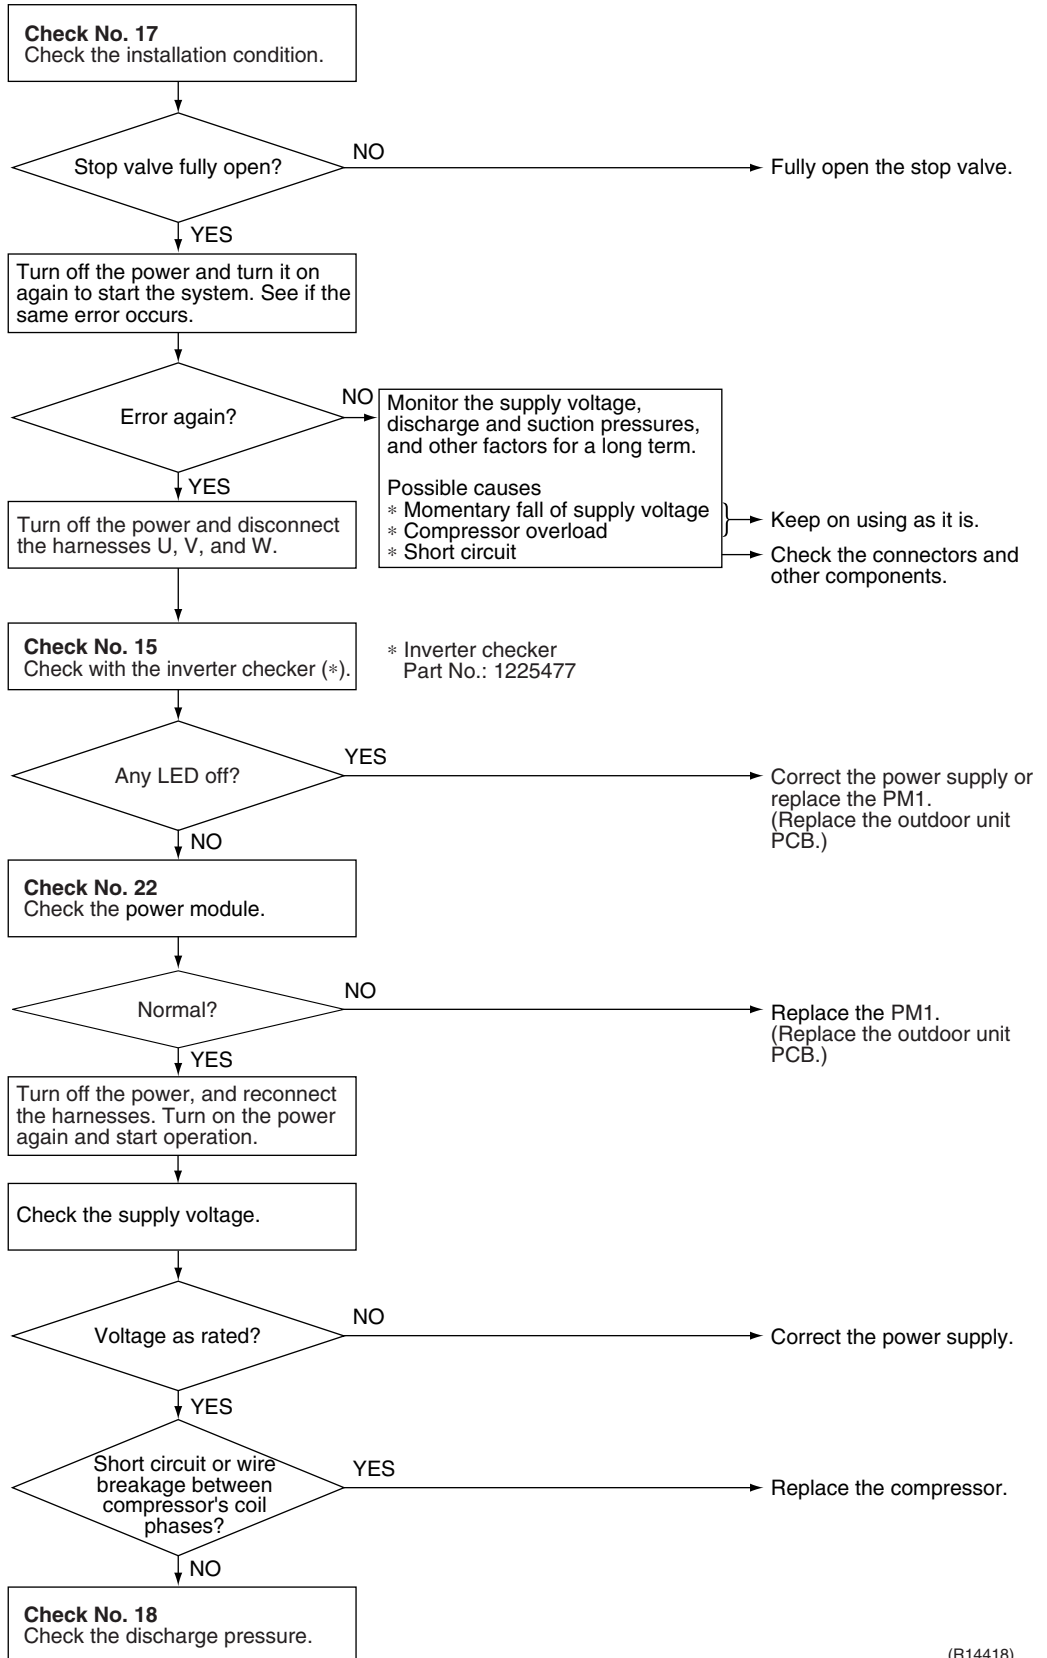 Check No. 17
Check the installation condition.
Stop valve fully open?
NO
Fully open the stop valve.
YES
Turn off the power and turn it on
again to start the system. See if the
same error occurs.
Error again?
NO
Monitor the supply voltage,
discharge and suction pressures,
and other factors for a long term.
Possible causes
* Momentary fall of supply voltage
* Compressor overload
* Short circuit
Keep on using as it is.
Check the connectors and
other components.
YES
Turn off the power and disconnect
the harnesses U, V, and W.
Check No. 15
Check with the inverter checker (*).
* Inverter checker
Part No.: 1225477
Any LED off?
YES
Correct the power supply or
replace the PM1.
(Replace the outdoor unit
PCB.)
NO
Check No. 22
Check the power module.
Normal?
NO
Replace the PM1.
(Replace the outdoor unit
PCB.)
YES
Turn off the power, and reconnect
the harnesses. Turn on the power
again and start operation.
Check the supply voltage.
Voltage as rated?
NO
Correct the power supply.
YES
Short circuit or wire
breakage between
compressor's coil
phases?
YES
Replace the compressor.
NO
Check No. 18
Check the discharge pressure.
(R14418)